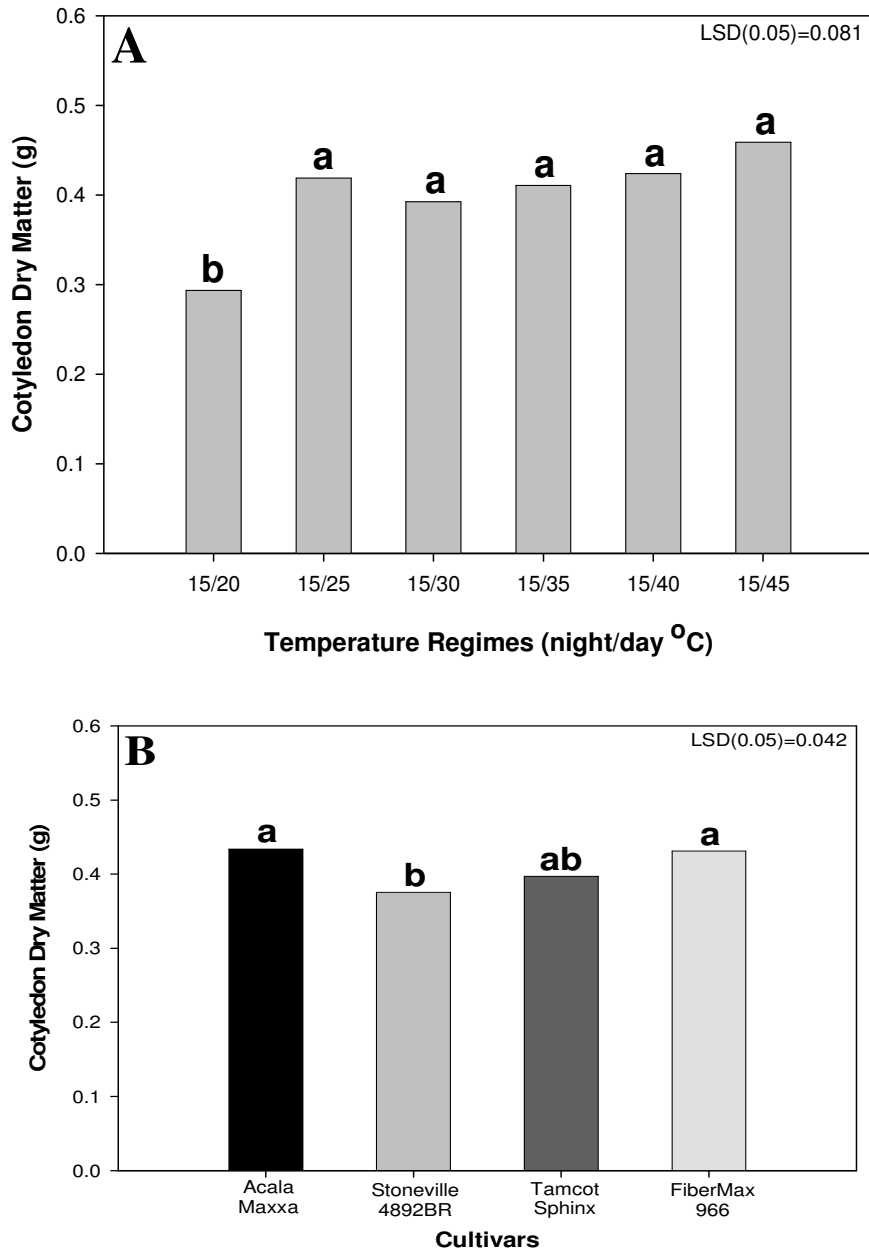 A
LSD(0.05)=0.081
Cotyledon Dry Matter (g)
0.6
0.5
0.4
0.3
0.2
0.1
0.0
b
a
a
a
a
a
15/20 15/25 15/30 15/35 15/40 15/45
Temperature Regimes (night/day °C)
B
LSD(0.05)=0.042
Cotyledon Dry Matter (g)
0.6
0.5
0.4
0.3
0.2
0.1
0.0
a
b
ab
a
Acala
Maxxa
Stoneville
4892BR
Tamcot
Sphinx
FiberMax
966
Cultivars